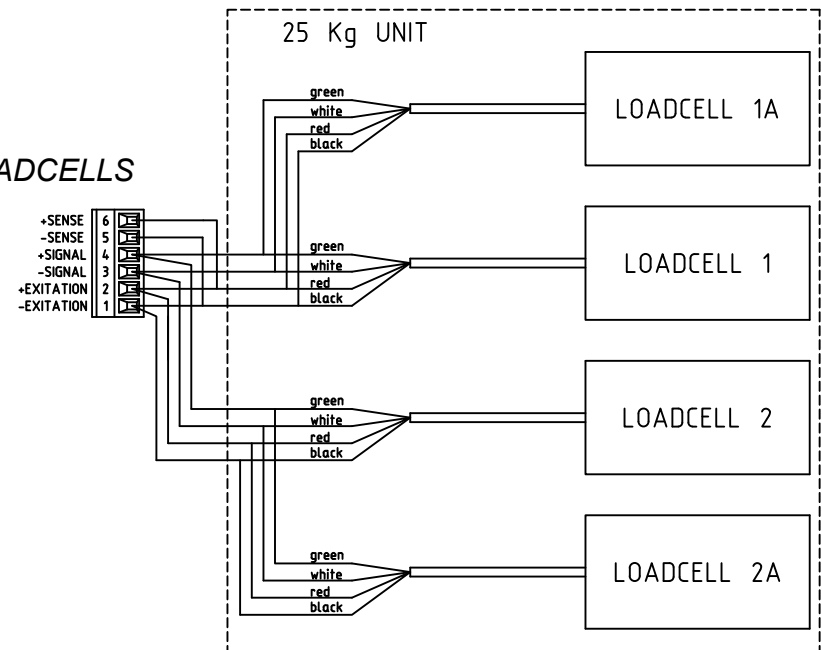 25 Kg UNIT
green
white
red
black
LOADCELL 1A
ADCELLS
+SENSE 6
-SENSE 5
+SIGNAL 4
-SIGNAL 3
+EXITATION 2
-EXITATION 1
green
white
red
black
LOADCELL 1
green
white
red
black
LOADCELL 2
green
white
red
black
LOADCELL 2A